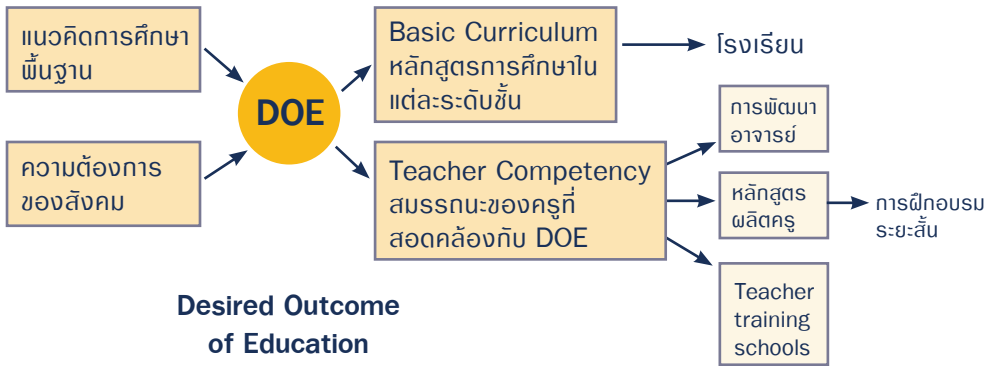 แนวคิดการศึกษา
พื้นฐาน
ความต้องการ
ของสังคม
DOE
Basic Curriculum
หลักสูตรการศึกษาใน
แต่ละระดับชั้น
โรงเรียน
Teacher Competency
สมรรถนะของครูที่
สอดคล้องกับ DOE
การพัฒนา
อาจารย์
หลักสูตร
ผลิตครู
การฝึกอบรม
ระยะสั้น
Teacher
training
schools
Desired Outcome
of Education